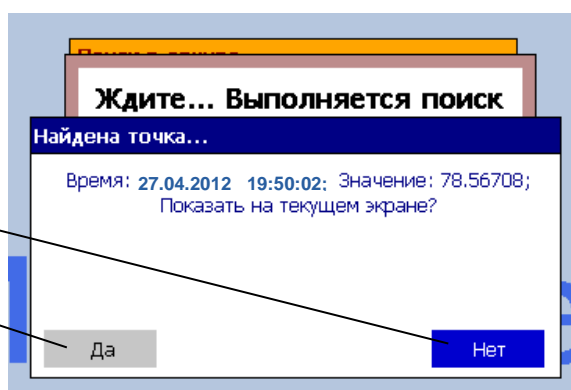 Ждите... Выполняется поиск
Найдена точка...
Время: 27.04.2012 19:50:02; Значение: 78.56708;
Показать на текущем экране?
Да
Нет